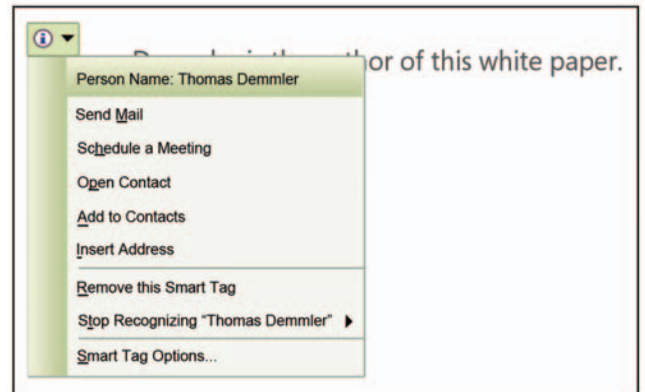 or of this white paper.
Person Name: Thomas Demmler
Send Mail
Schedule a Meeting
Open Contact
Add to Contacts
Insert Address
Remove this Smart Tag
Stop Recognizing “Thomas Demmler”
Smart Tag Options...